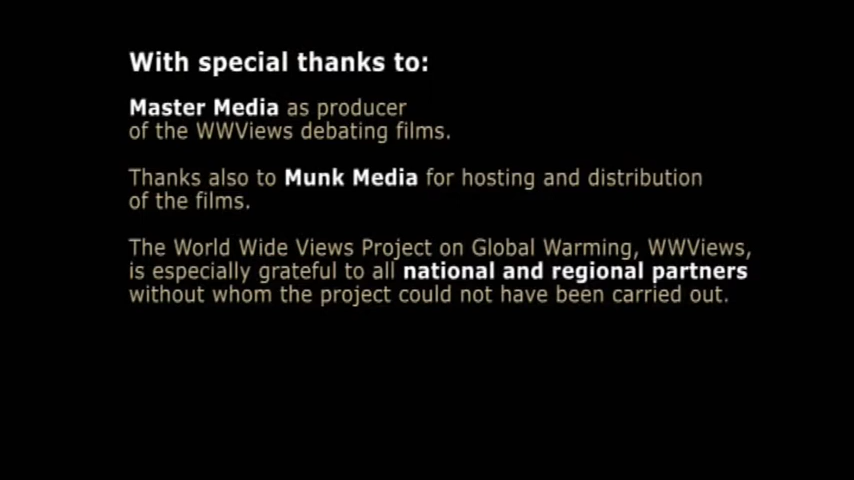 With special thanks to:
Master Media as producer
of the WWViews debating films.
Thanks also to Munk Media for hosting and distribution
of the films.
The World Wide Views Project on Global Warming, WWViews,
is especially grateful to all national and regional partners
without whom the project could not have been carried out.